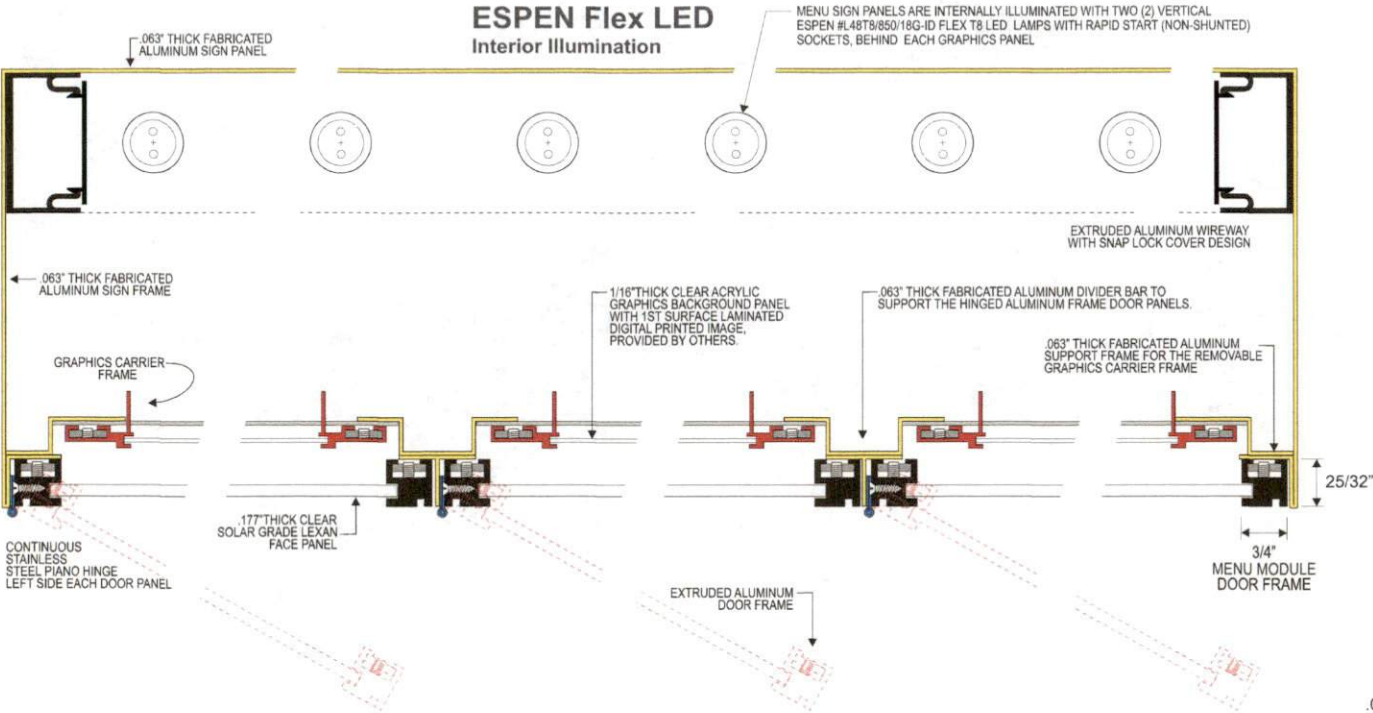 ESPEN Flex LED
Interior Illumination
MENU SIGN PANELS ARE INTERNALLY ILLUMINATED WITH TWO (2) VERTICAL
ESPEN #L48T8/850/18G-ID FLEX T8 LED LAMPS WITH RAPID START (NON-SHUNTED)
SOCKETS, BEHIND EACH GRAPHICS PANEL
.063" THICK FABRICATED
ALUMINUM SIGN PANEL
EXTRUDED ALUMINUM WIREWAY
WITH SNAP LOCK COVER DESIGN
.063" THICK FABRICATED
ALUMINUM SIGN FRAME
1/16"THICK CLEAR ACRYLIC
GRAPHICS BACKGROUND PANEL
WITH 1ST SURFACE LAMINATED
DIGITAL PRINTED IMAGE,
PROVIDED BY OTHERS.
.063" THICK FABRICATED ALUMINUM DIVIDER BAR TO
SUPPORT THE HINGED ALUMINUM FRAME DOOR PANELS.
.063" THICK FABRICATED ALUMINUM
SUPPORT FRAME FOR THE REMOVABLE
GRAPHICS CARRIER FRAME
GRAPHICS CARRIER
FRAME
25/32"
.177"THICK CLEAR
SOLAR GRADE LEXAN
FACE PANEL
CONTINUOUS
STAINLESS
STEEL PIANO HINGE
LEFT SIDE EACH DOOR PANEL
3/4"
MENU MODULE
DOOR FRAME
EXTRUDED ALUMINUM
DOOR FRAME